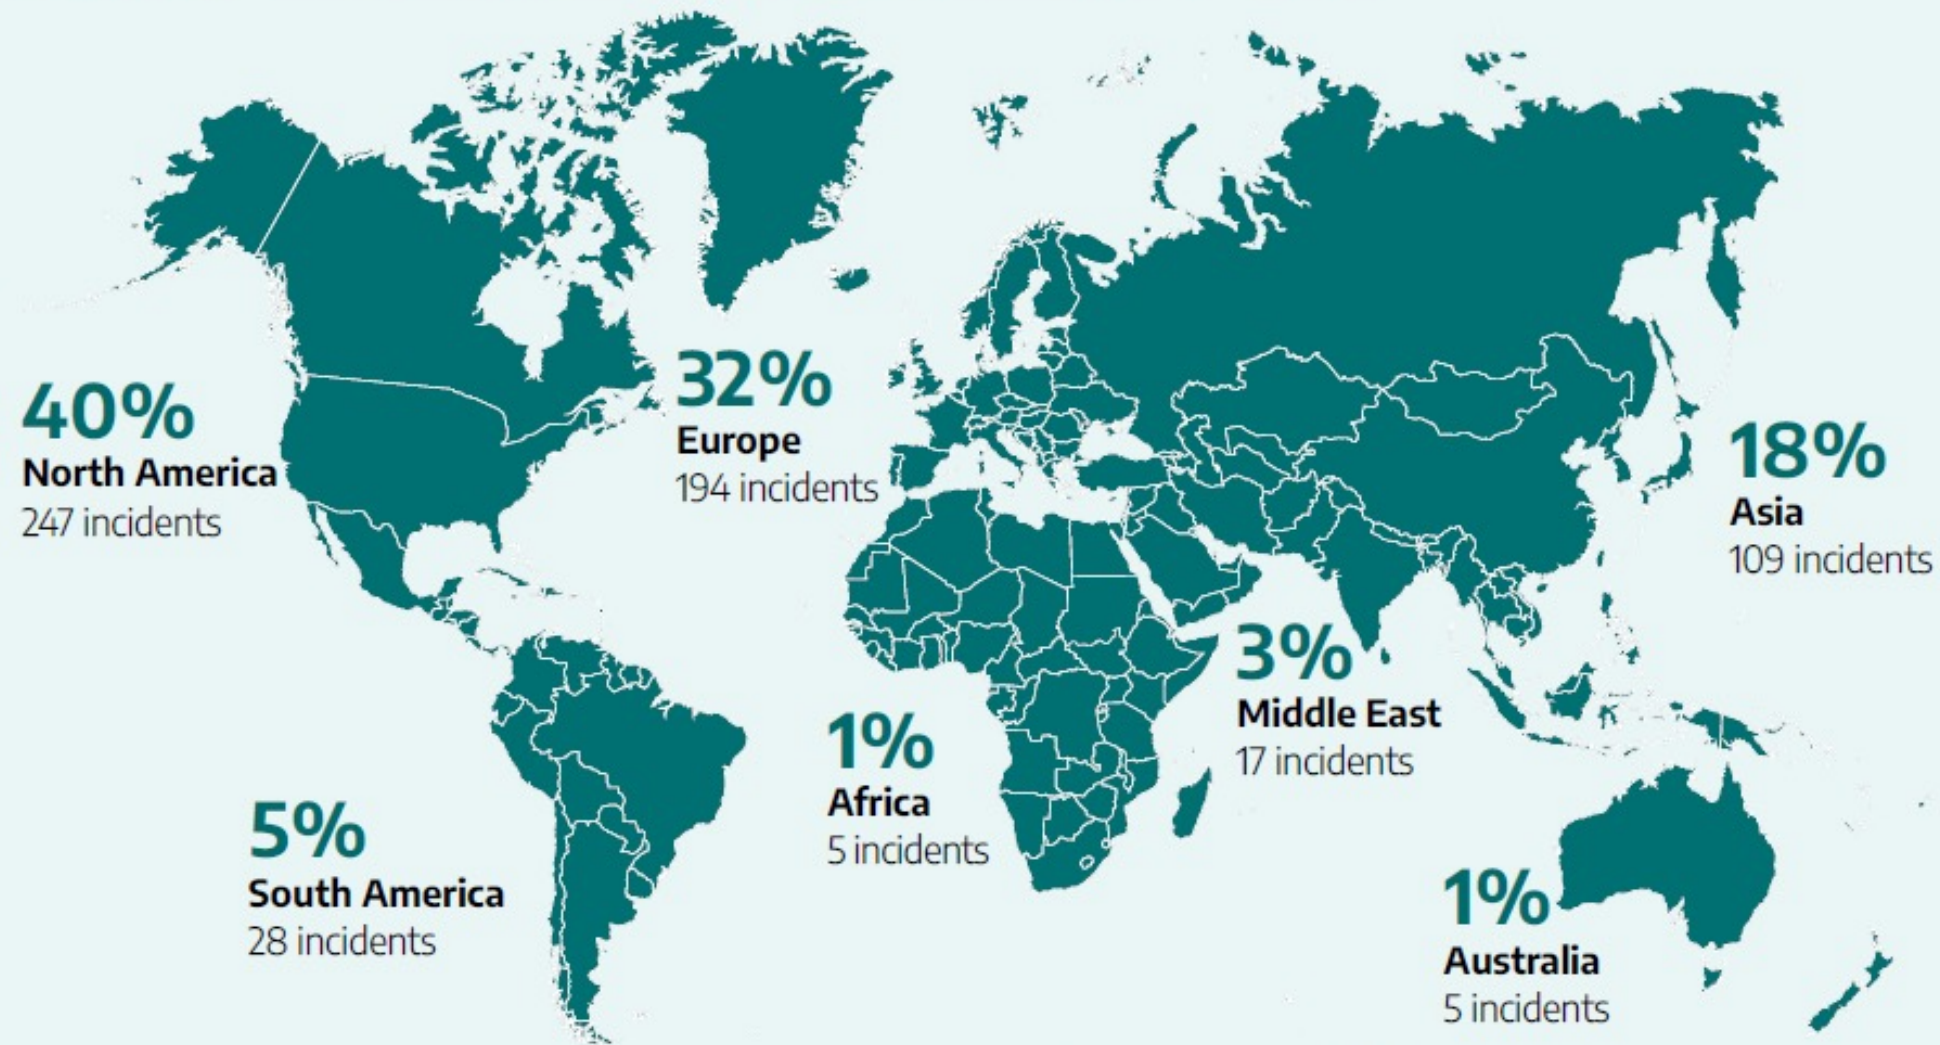 40%
North America
247 incidents
32%
Europe
194 incidents
18%
Asia
109 incidents
3%
Middle East
17 incidents
1%
Africa
5 incidents
5%
South America
28 incidents
1%
Australia
5 incidents